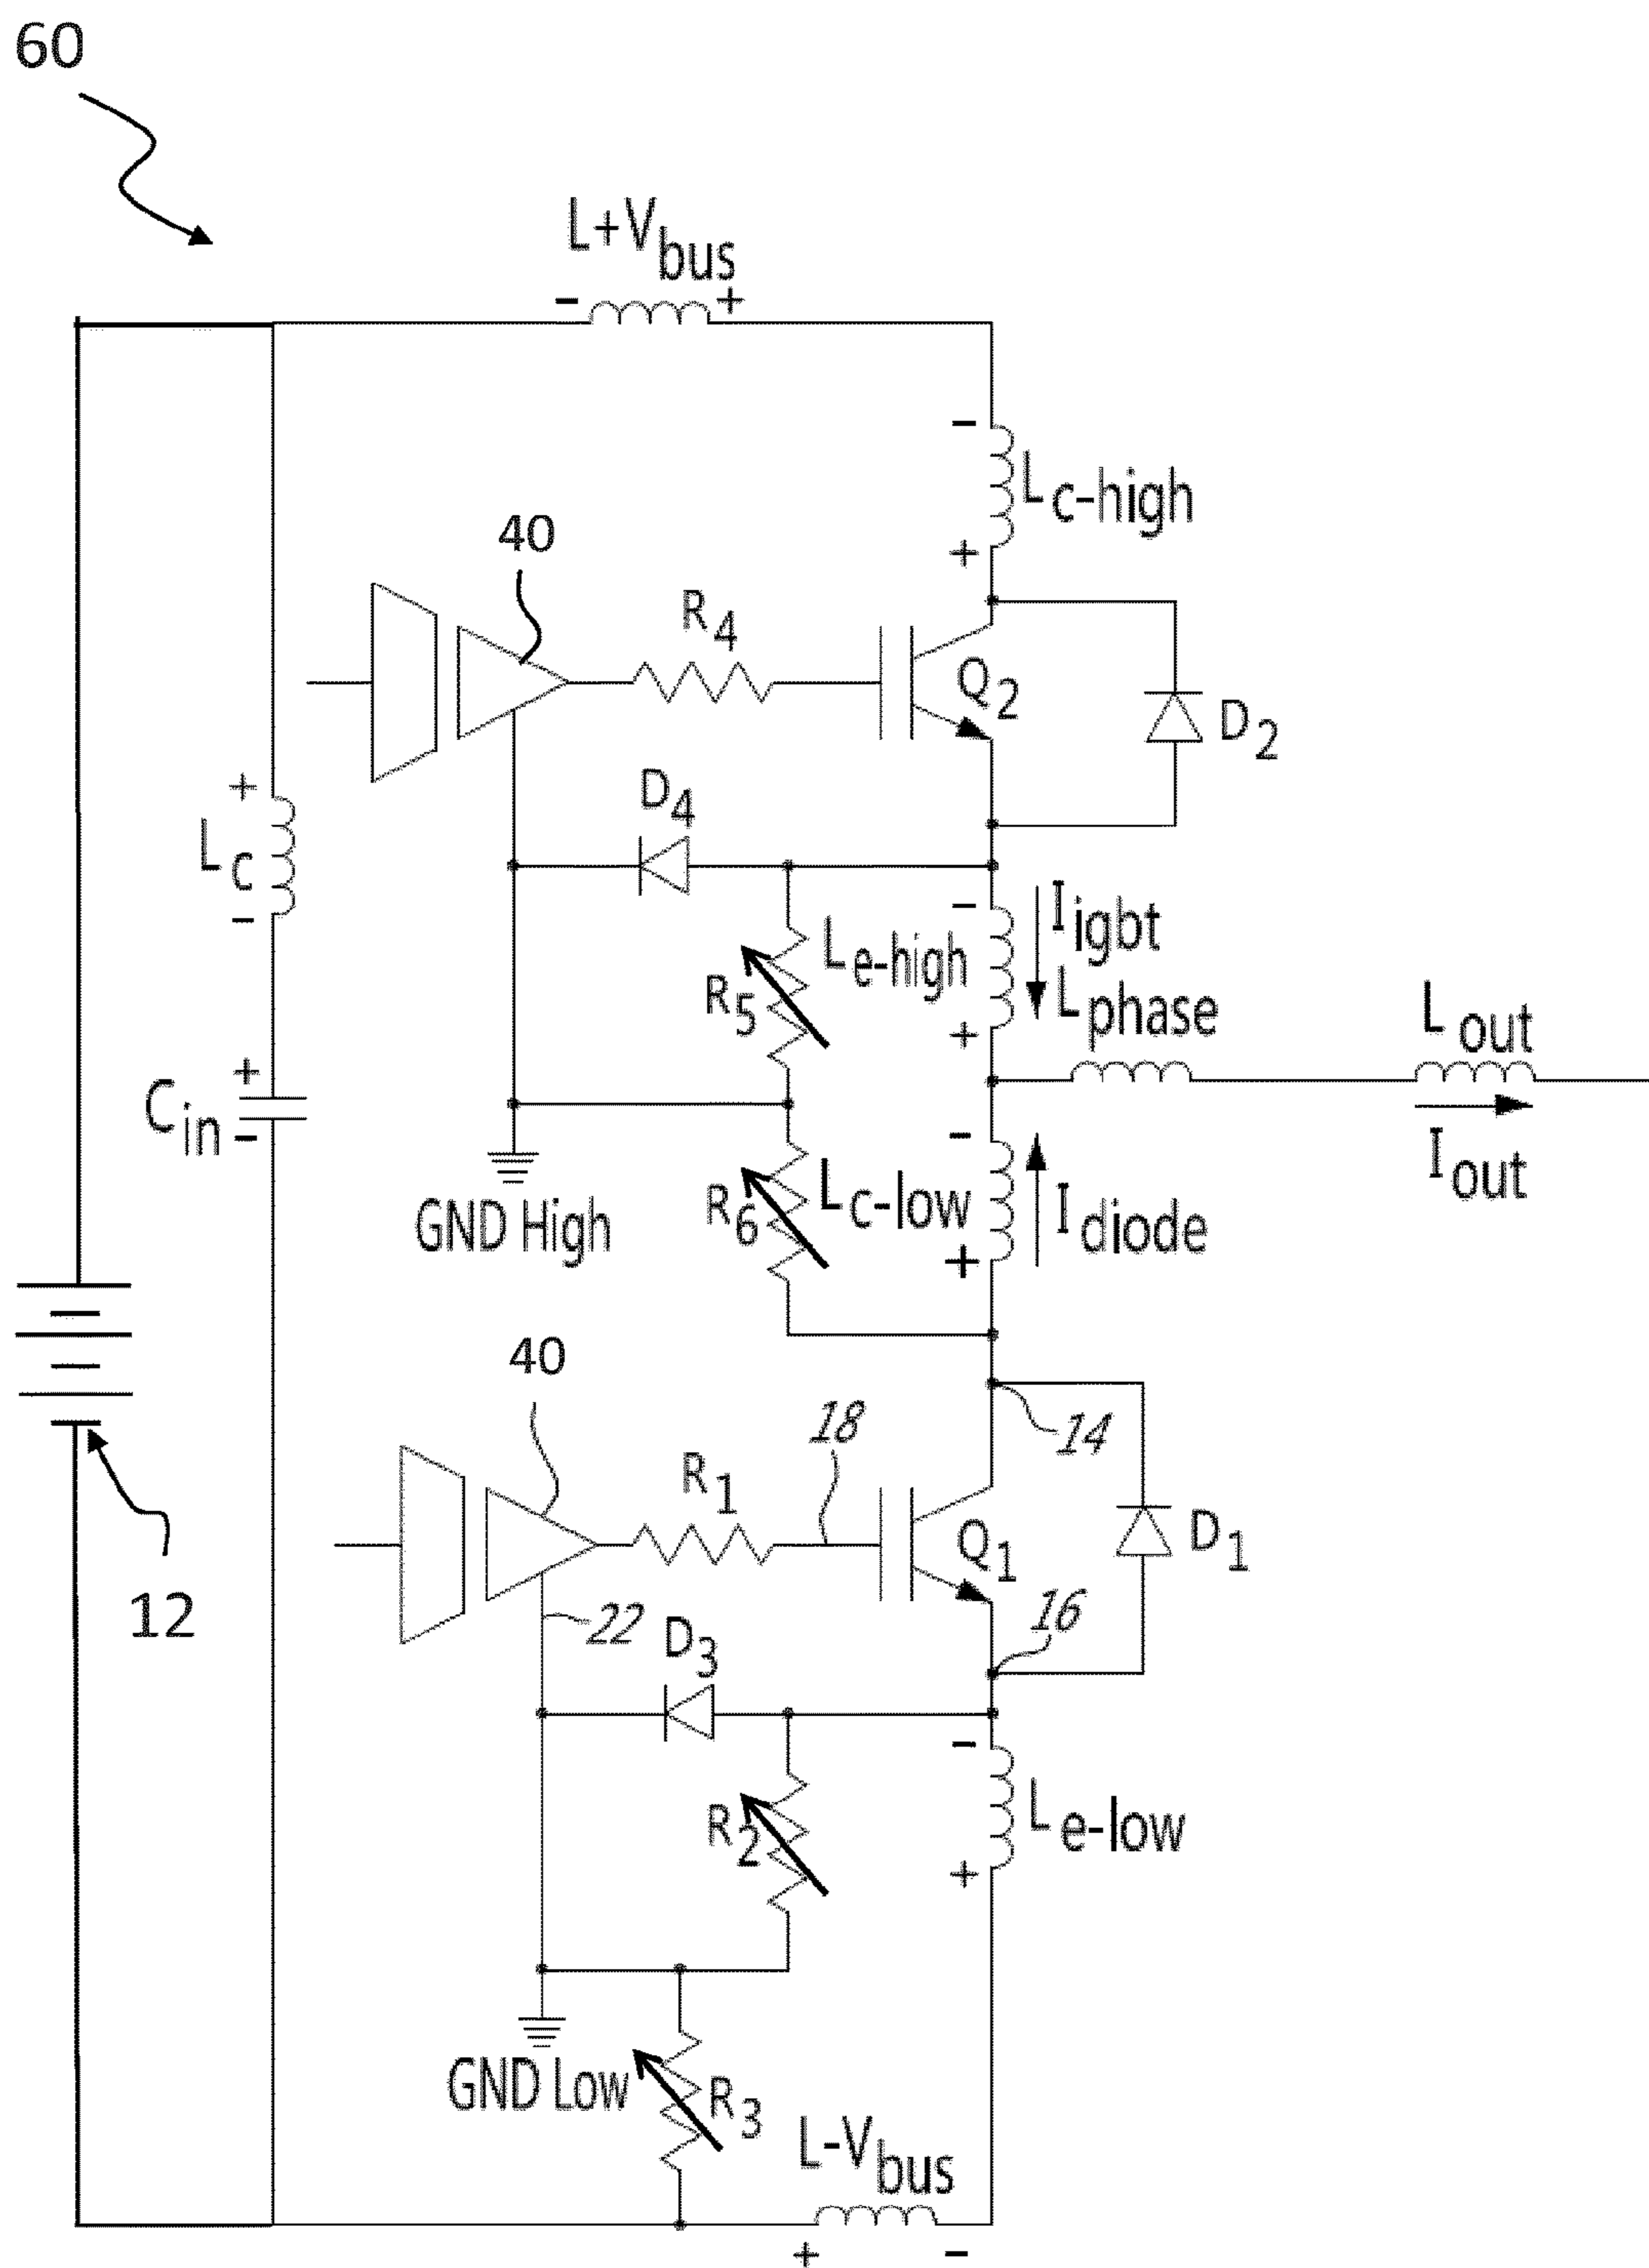 60
L+Vbus
-
+
-
Lc-high
+
40
R4
Q2
D2
D4
+
Lc
-
-
Iigbt
Le-high
R5
Lphase
+
Lout
+
Cin
-
-
Iout
GND High
R6
Lc-low
Idiode
+
40
18
14
R1
Q1
D1
12
22
D3
16
-
R2
Le-low
+
GND Low
R3
L-Vbus
+
-